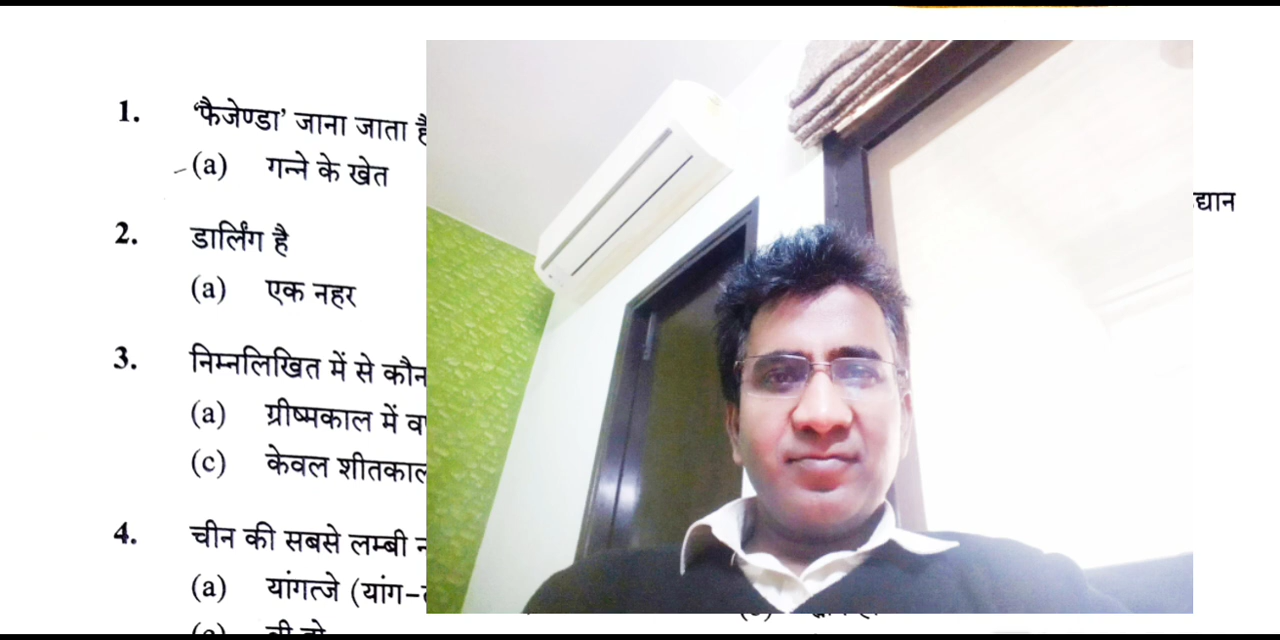 1. 'फैजेण्डा' जाना जाता है
(a) गन्ने के खेत
द्यान
2. डार्लिंग है
(a) एक नहर
3. निम्नलिखित में से कौन
(a) ग्रीष्मकाल में
(c) केवल शीतकाल
4. चीन की सबसे लम्बी
(a) यांगत्जे (यांग-